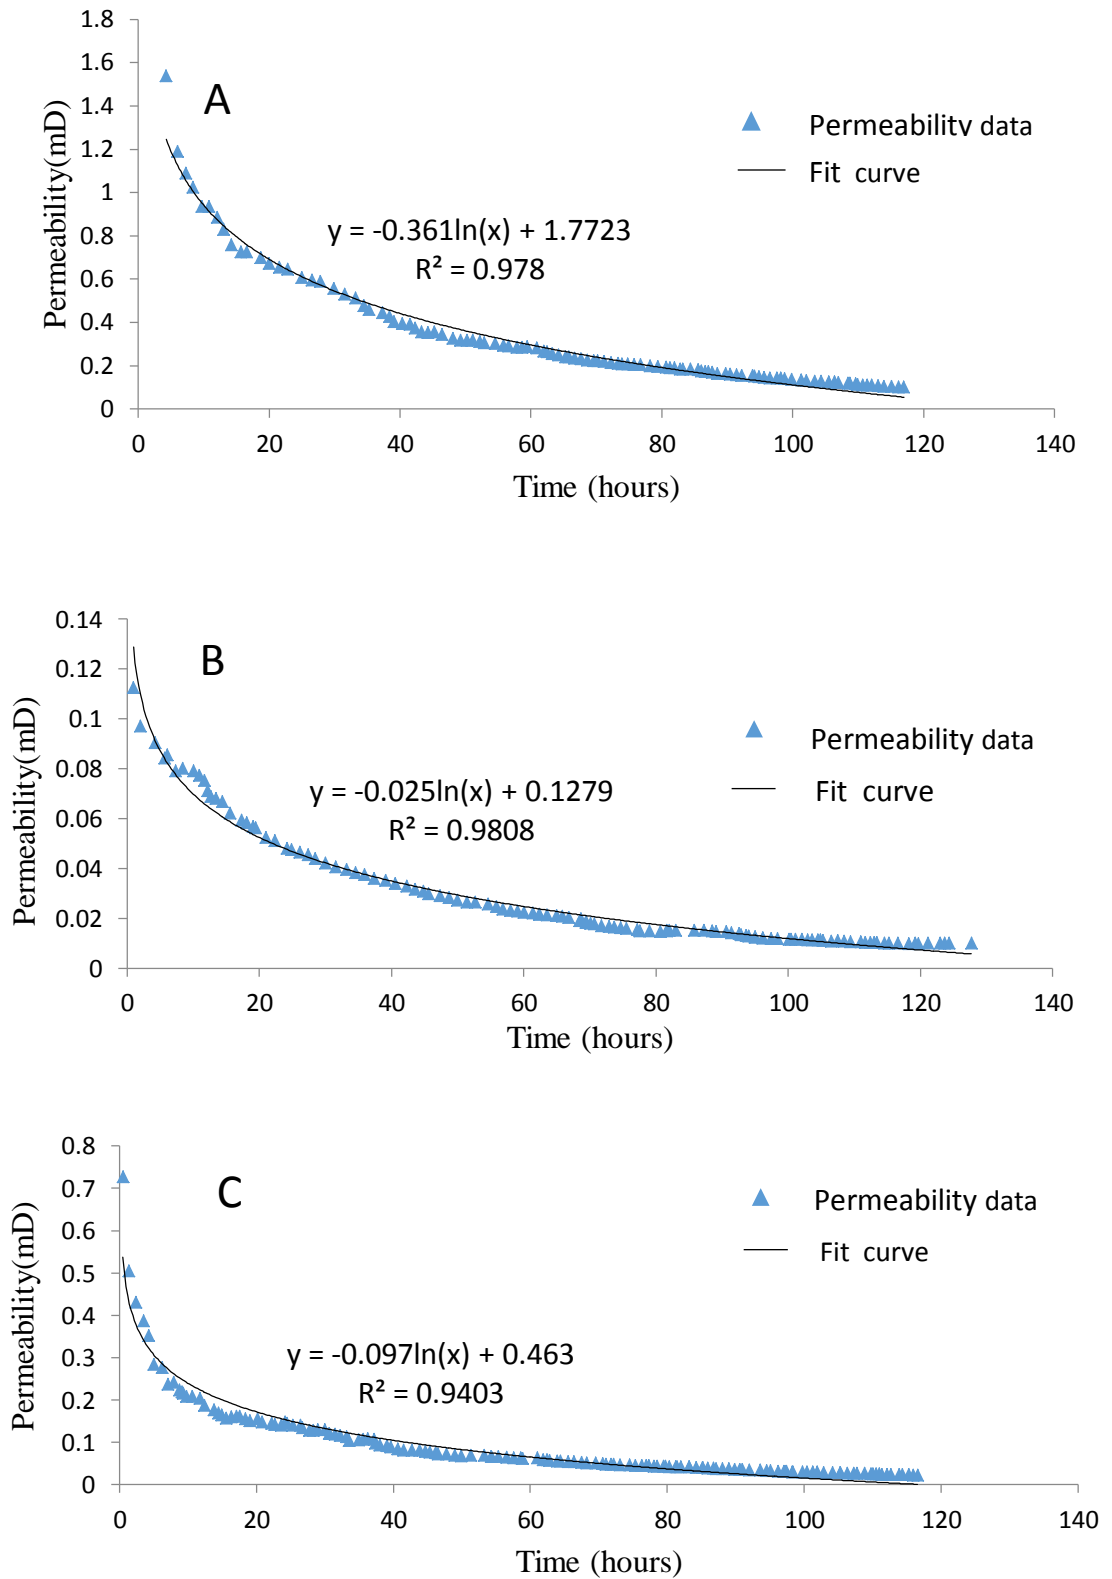 1.8
1.6
1.4
1.2
1
0.8
0.6
0.4
0.2
0
Permeability(mD)
A
Permeability data
Fit curve
y = -0.361ln(x) + 1.7723
R² = 0.978
0 20 40 60 80 100 120 140
Time (hours)
0.14
0.12
0.1
0.08
0.06
0.04
0.02
0
Permeability(mD)
B
Permeability data
Fit curve
y = -0.025ln(x) + 0.1279
R² = 0.9808
0 20 40 60 80 100 120 140
Time (hours)
0.8
0.7
0.6
0.5
0.4
0.3
0.2
0.1
0
Permeability(mD)
C
Permeability data
Fit curve
y = -0.097ln(x) + 0.463
R² = 0.9403
0 20 40 60 80 100 120 140
Time (hours)